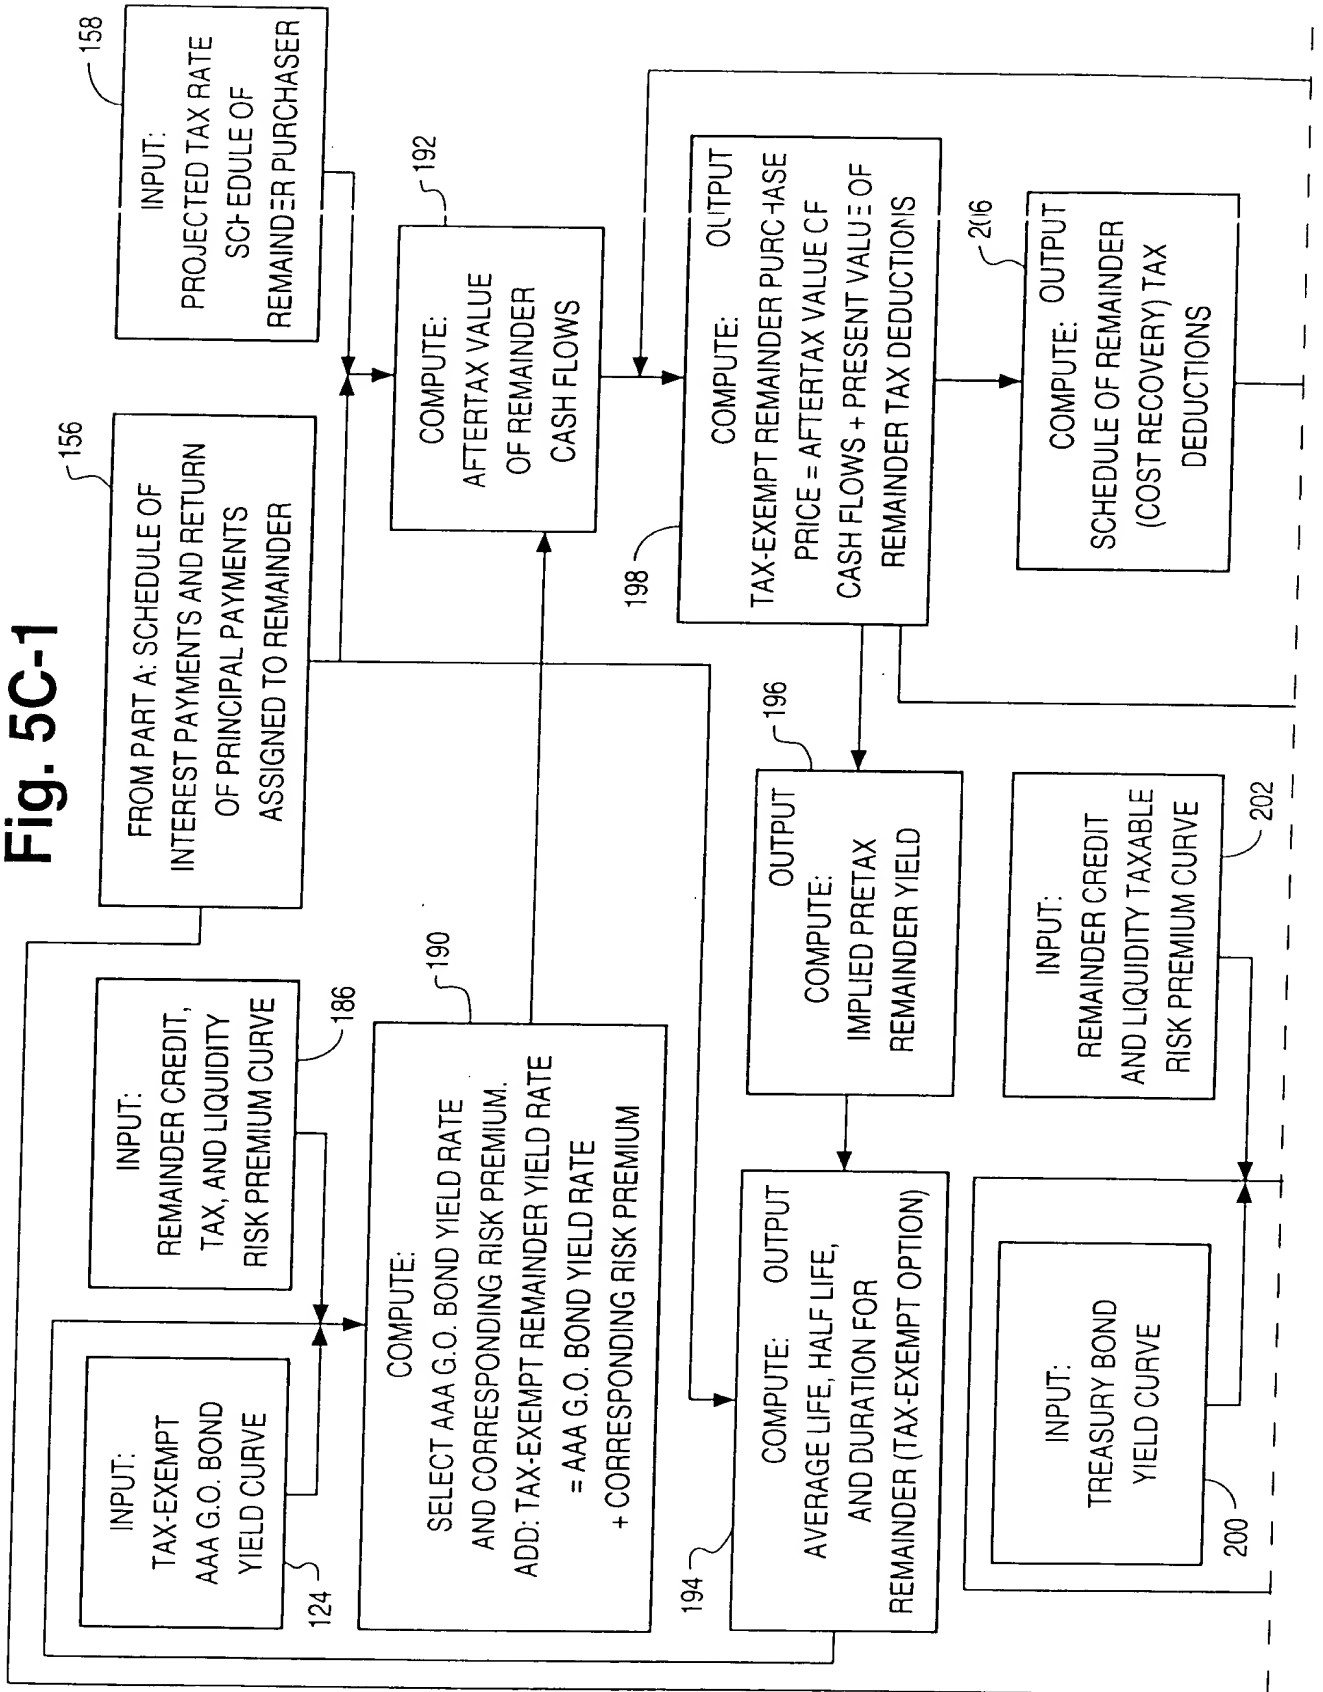 Fig. 5C-1
INPUT:
TAX-EXEMPT
AAA G.O. BOND
YIELD CURVE
124
INPUT:
REMAINDER CREDIT,
TAX, AND LIQUIDITY
RISK PREMIUM CURVE
186
FROM PART A: SCHEDULE OF
INTEREST PAYMENTS AND RETURN
OF PRINCIPAL PAYMENTS
ASSIGNED TO REMAINDER
156
INPUT:
PROJECTED TAX RATE
SCHEDULE OF
REMAINDER PURCHASER
158
COMPUTE:
SELECT AAA G.O. BOND YIELD RATE
AND CORRESPONDING RISK PREMIUM.
ADD: TAX-EXEMPT REMAINDER YIELD RATE
= AAA G.O. BOND YIELD RATE
+ CORRESPONDING RISK PREMIUM
190
COMPUTE:
AFTERTAX VALUE
OF REMAINDER
CASH FLOWS
192
COMPUTE: OUTPUT
AVERAGE LIFE, HALF LIFE,
AND DURATION FOR
REMAINDER (TAX-EXEMPT OPTION)
194
OUTPUT
COMPUTE:
IMPLIED PRETAX
REMAINDER YIELD
196
COMPUTE: OUTPUT
TAX-EXEMPT REMAINDER PURCHASE
PRICE = AFTERTAX VALUE OF
CASH FLOWS + PRESENT VALUE OF
REMAINDER TAX DEDUCTIONS
198
INPUT:
TREASURY BOND
YIELD CURVE
200
INPUT:
REMAINDER CREDIT
AND LIQUIDITY TAXABLE
RISK PREMIUM CURVE
202
COMPUTE: OUTPUT
SCHEDULE OF REMAINDER
(COST RECOVERY) TAX
DEDUCTIONS
206